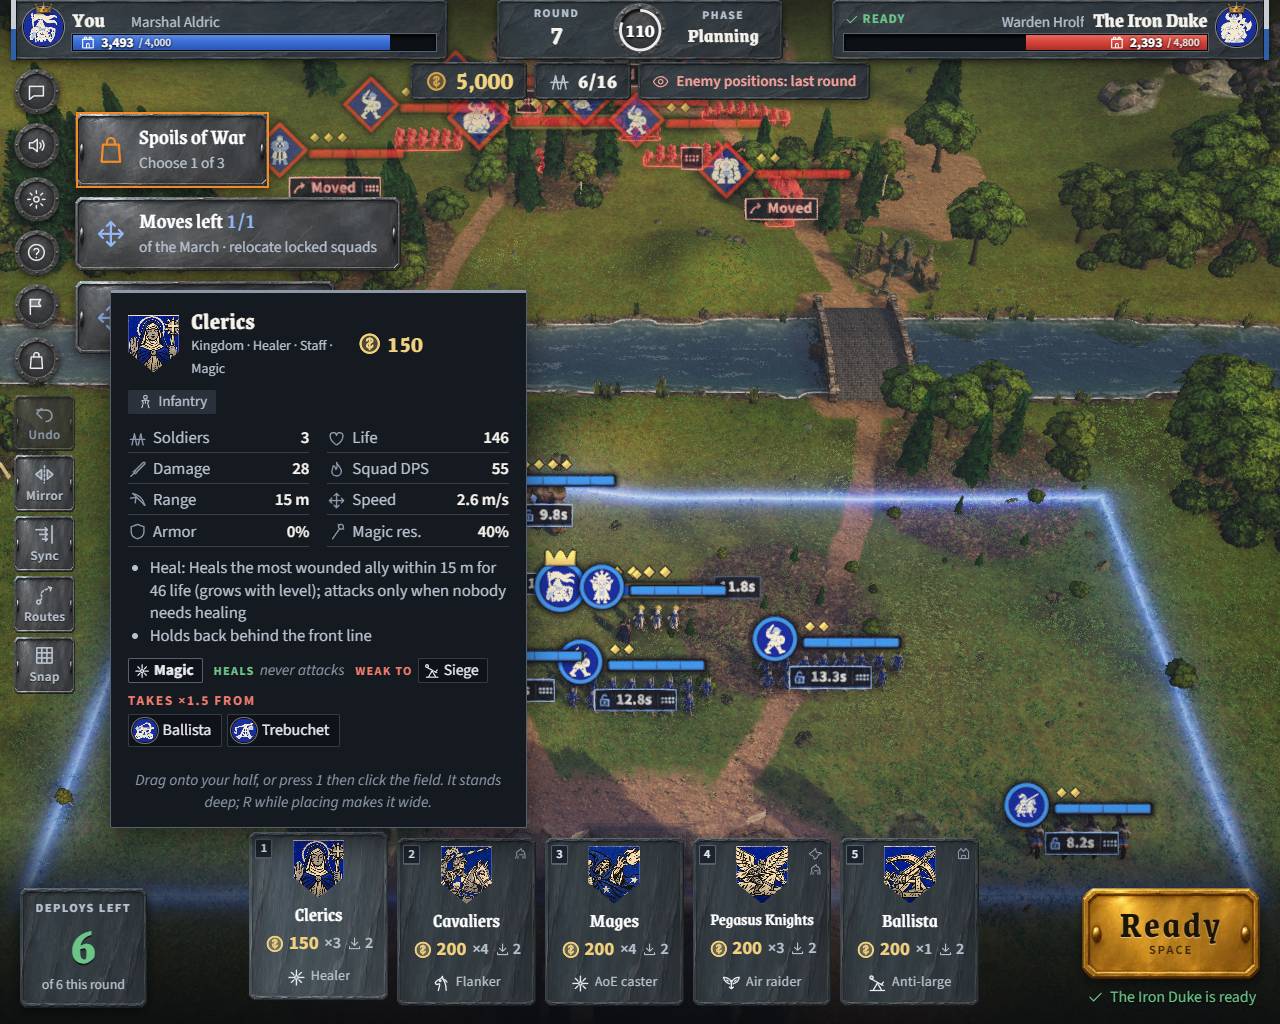 You Marshal Aldric
3,493 / 4,000
ROUND
7
110
PHASE
Planning
READY
Warden Hrolf The Iron Duke
2,393 / 4,800
5,000
6/16
Enemy positions: last round
Spoils of War
Choose 1 of 3
Moved
Moved
Moves left 1/1
of the March · relocate locked squads
Clerics
Kingdom · Healer · Staff ·
Magic
150
Infantry
Soldiers 3
Life 146
Damage 28
Squad DPS 55
Range 15 m
Speed 2.6 m/s
Armor 0%
Magic res. 40%
• Heal: Heals the most wounded ally within 15 m for
46 life (grows with level); attacks only when nobody
needs healing
• Holds back behind the front line
Magic HEALS never attacks WEAK TO Siege
TAKES ×1.5 FROM
Ballista Trebuchet
Drag onto your half, or press 1 then click the field. It stands
deep; R while placing makes it wide.
Undo
Mirror
Sync
Routes
Snap
9.8s
1.8s
13.3s
12.8s
8.2s
DEPLOYS LEFT
6
of 6 this round
1
Clerics
150 ×3 2
Healer
2
Cavaliers
200 ×4 2
Flanker
3
Mages
200 ×4 2
AoE caster
4
Pegasus Knights
200 ×3 2
Air raider
5
Ballista
200 ×1 2
Anti-large
Ready
SPACE
The Iron Duke is ready